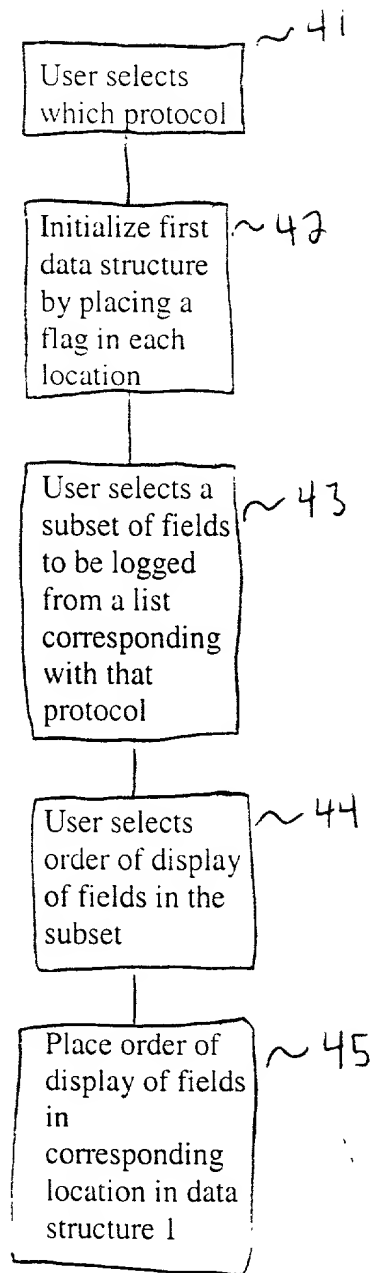 41
User selects
which protocol
42
Initialize first
data structure
by placing a
flag in each
location
43
User selects a
subset of fields
to be logged
from a list
corresponding
with that
protocol
44
User selects
order of display
of fields in the
subset
45
Place order of
display of fields
in
corresponding
location in data
structure 1